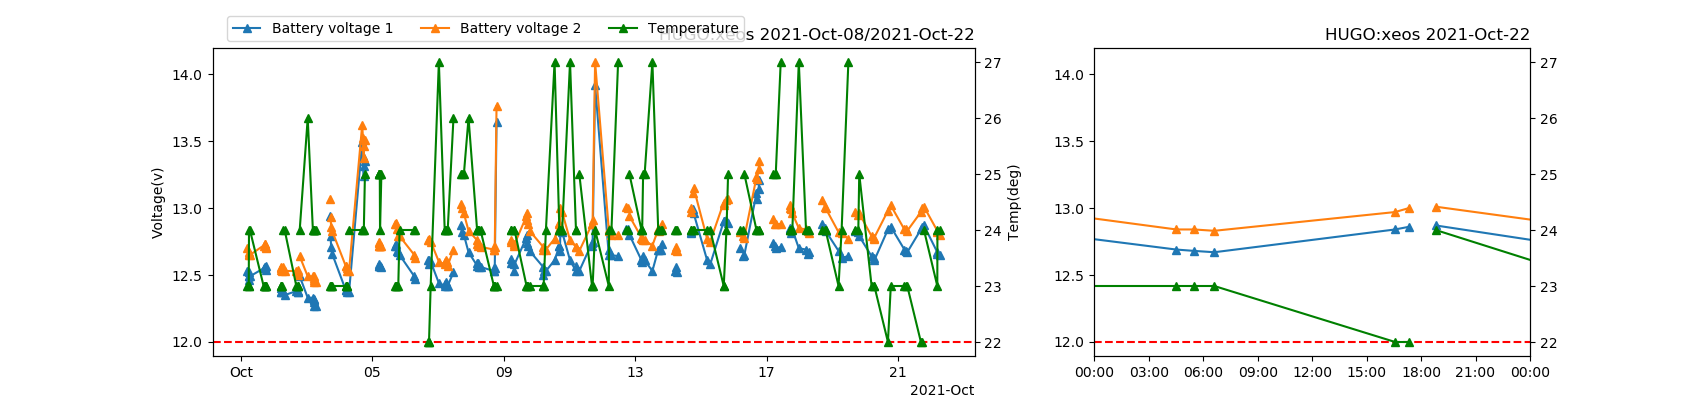 Battery voltage 1 Battery voltage 2 Temperature
HUGO:xeos 2021-Oct-08/2021-Oct-22
HUGO:xeos 2021-Oct-22
14.0
13.5
13.0
12.5
12.0
Voltage(v)
27
26
25
24
23
22
Temp(deg)
Oct 05 09 13 17 21
2021-Oct
14.0
13.5
13.0
12.5
12.0
27
26
25
24
23
22
00:00 03:00 06:00 09:00 12:00 15:00 18:00 21:00 00:00